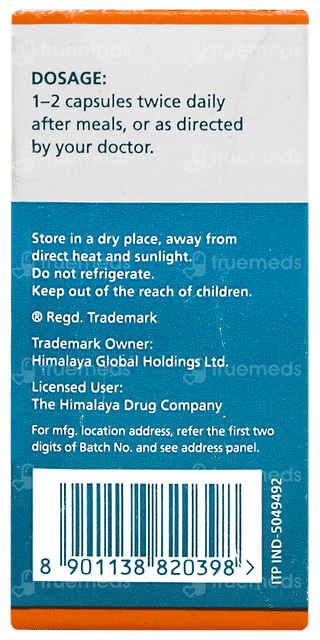 DOSAGE:
1–2 capsules twice daily
after meals, or as directed
by your doctor.
Store in a dry place, away from
direct heat and sunlight.
Do not refrigerate.
Keep out of the reach of children.
® Regd. Trademark
Trademark Owner:
Himalaya Global Holdings Ltd.
Licensed User:
The Himalaya Drug Company
For mfg. location address, refer the first two
digits of Batch No. and see address panel.
8 901138 820398 >
ITP IND-5049492
truemeds